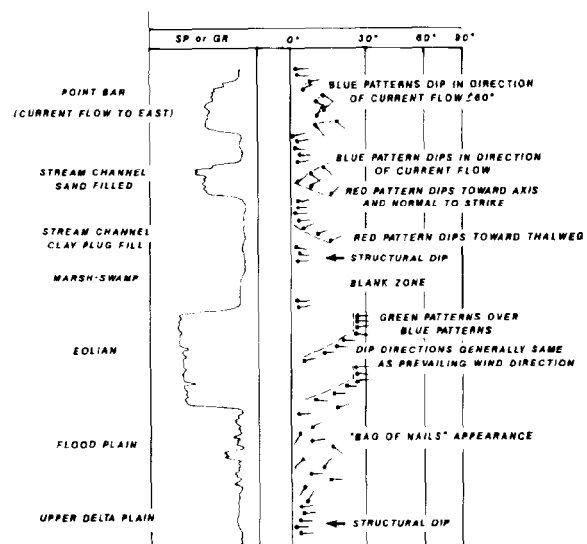 SP or GR 0° 30° 60° 90°
BLUE PATTERNS DIP IN DIRECTION
OF CURRENT FLOW ±60°
POINT BAR
(CURRENT FLOW TO EAST)
BLUE PATTERN DIPS IN DIRECTION
OF CURRENT FLOW
STREAM CHANNEL
SAND FILLED
RED PATTERN DIPS TOWARD AXIS
AND NORMAL TO STRIKE
STREAM CHANNEL
CLAY PLUG FILL
RED PATTERN DIPS TOWARD THALWEG
STRUCTURAL DIP
MARSH-SWAMP
BLANK ZONE
GREEN PATTERNS OVER
BLUE PATTERNS
EOLIAN
DIP DIRECTIONS GENERALLY SAME
AS PREVAILING WIND DIRECTION
FLOOD PLAIN
"BAG OF NAILS" APPEARANCE
UPPER DELTA PLAIN
STRUCTURAL DIP